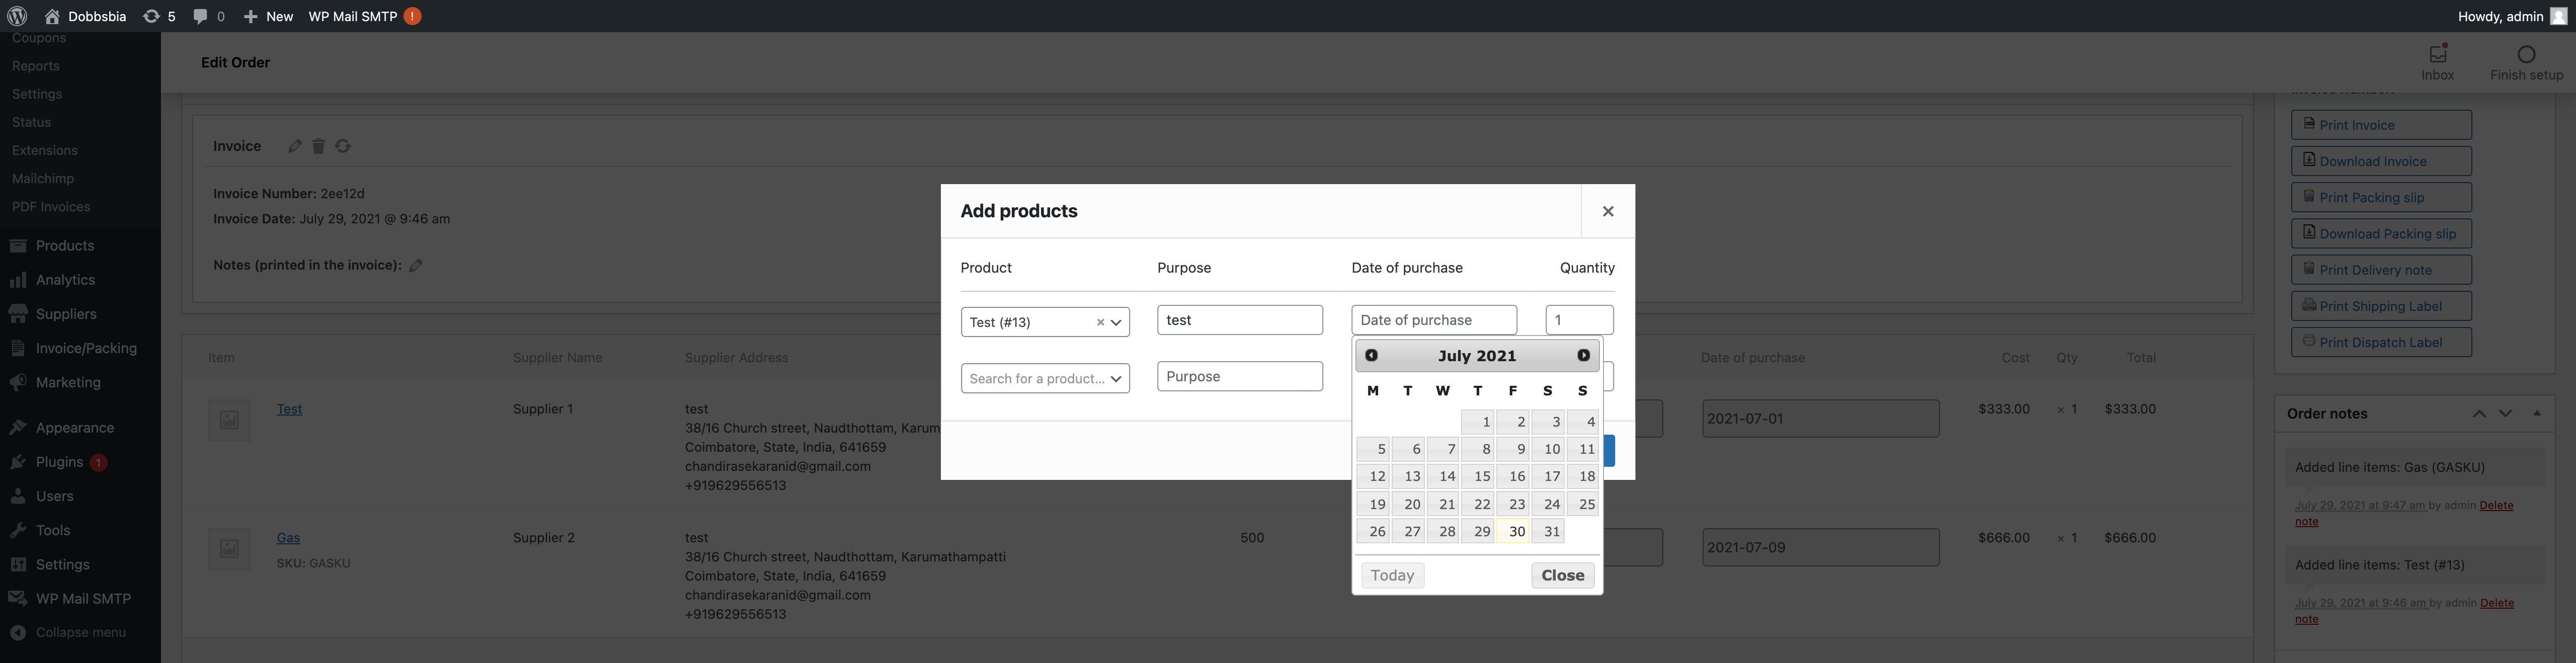 Dobbsbia 5 0 New WP Mail SMTP ! Howdy, admin
Coupons
Reports
Settings
Status
Extensions
Mailchimp
PDF Invoices
Products
Analytics
Suppliers
Invoice/Packing
Marketing
Appearance
Plugins 1
Users
Tools
Settings
WP Mail SMTP
Collapse menu
Edit Order
Inbox
Finish setup
Invoice
Invoice Number: 2ee12d
Invoice Date: July 29, 2021 @ 9:46 am
Notes (printed in the invoice):
Item Supplier Name Supplier Address Date of purchase Cost Qty Total
Test Supplier 1 test 2021-07-01 $333.00 × 1 $333.00
38/16 Church street, Naudthottam, Karum
Coimbatore, State, India, 641659
chandirasekaranid@gmail.com
+919629556513
Gas Supplier 2 test 500 2021-07-09 $666.00 × 1 $666.00
SKU: GASKU
38/16 Church street, Naudthottam, Karumathampatti
Coimbatore, State, India, 641659
chandirasekaranid@gmail.com
+919629556513
Add products ×
Product Purpose Date of purchase Quantity
Test (#13) × test Date of purchase 1
Search for a product... Purpose
July 2021
M T W T F S S
1 2 3 4
5 6 7 8 9 10 11
12 13 14 15 16 17 18
19 20 21 22 23 24 25
26 27 28 29 30 31
Today Close
Print Invoice
Download Invoice
Print Packing slip
Download Packing slip
Print Delivery note
Print Shipping Label
Print Dispatch Label
Order notes
Added line items: Gas (GASKU)
July 29, 2021 at 9:47 am by admin Delete
note
Added line items: Test (#13)
July 29, 2021 at 9:46 am by admin Delete
note